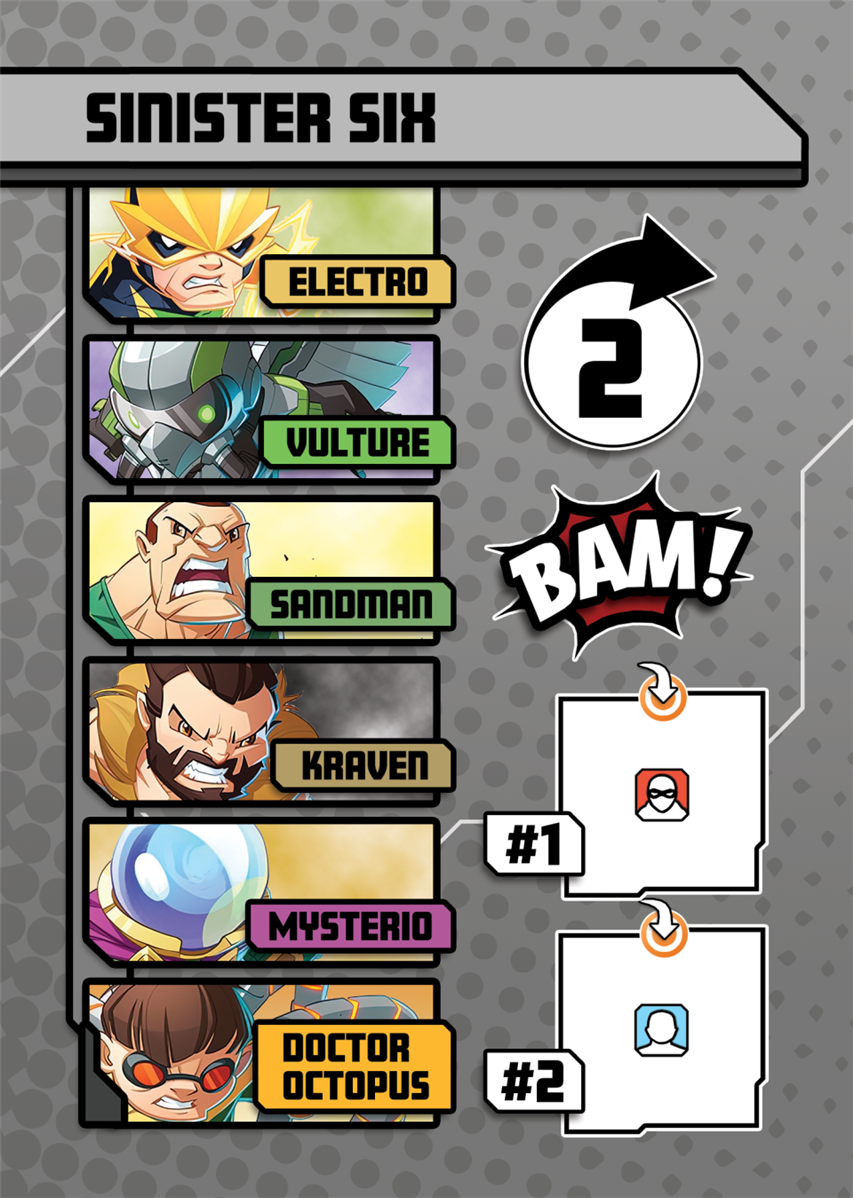 SINISTER SIX
ELECTRO
2
VULTURE
BAM!
SANDMAN
KRAVEN
#1
MYSTERIO
DOCTOR
OCTOPUS
#2